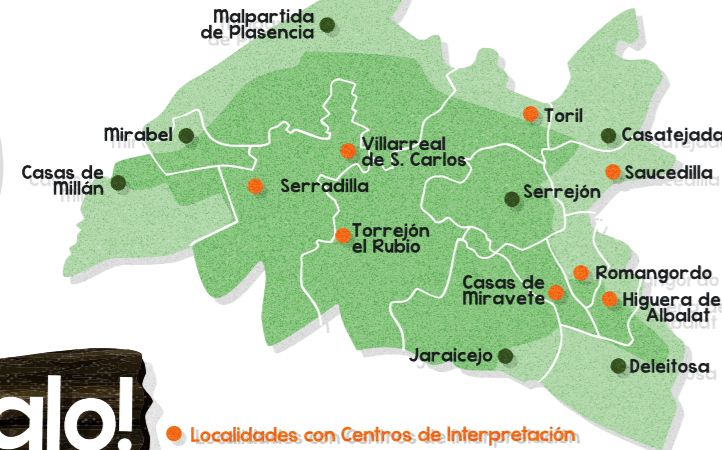 Malpartida
de Plasencia
Toril
Mirabel
Casatejada
Villarreal
de S. Carlos
Casas de
Millán
Saucedilla
Serradilla
Serrejón
Torrejón
el Rubio
Romangordo
Casas de
Miravete
Higuera de
Albalat
Jaraicejo
Deleitosa
alo!
Localidades con Centros de Interpretación